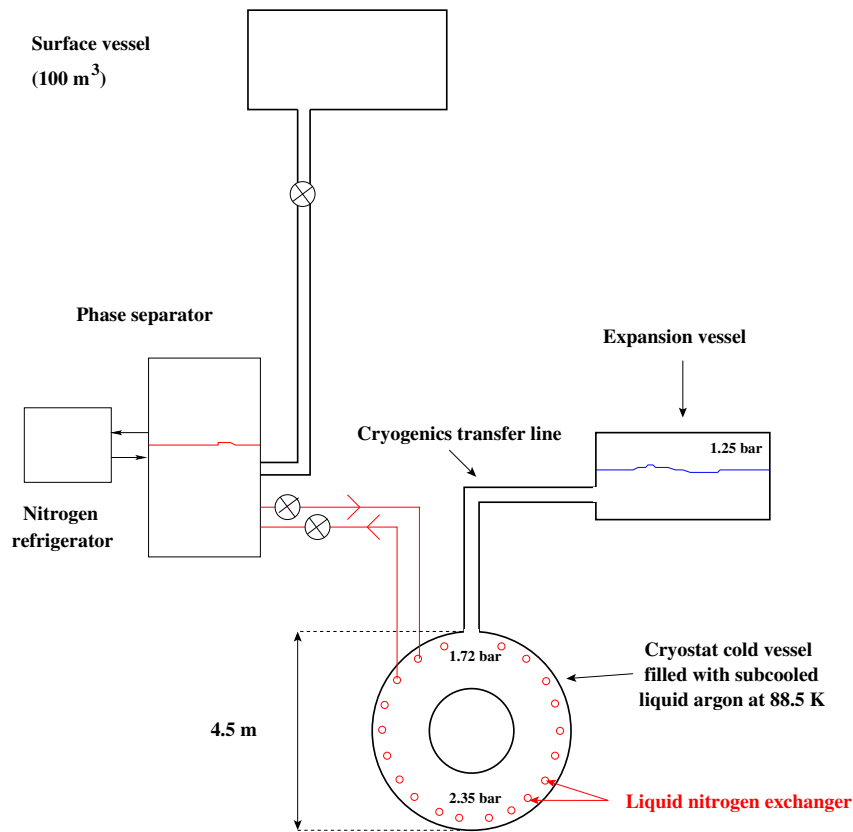 Surface vessel
(100 m³)
Phase separator
Expansion vessel
1.25 bar
Cryogenics transfer line
Nitrogen
refrigerator
1.72 bar
Cryostat cold vessel
filled with subcooled
liquid argon at 88.5 K
4.5 m
2.35 bar
Liquid nitrogen exchanger